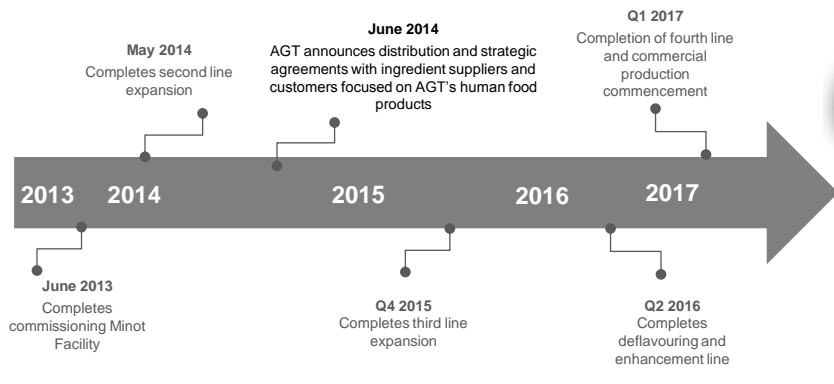 May 2014
Completes second line
expansion
June 2014
AGT announces distribution and strategic
agreements with ingredient suppliers and
customers focused on AGT's human food
products
Q1 2017
Completion of fourth line
and commercial
production
commencement
2013
2014
2015
2016
2017
June 2013
Completes
commissioning Minot
Facility
Q4 2015
Completes third line
expansion
Q2 2016
Completes
deflavouring and
enhancement line